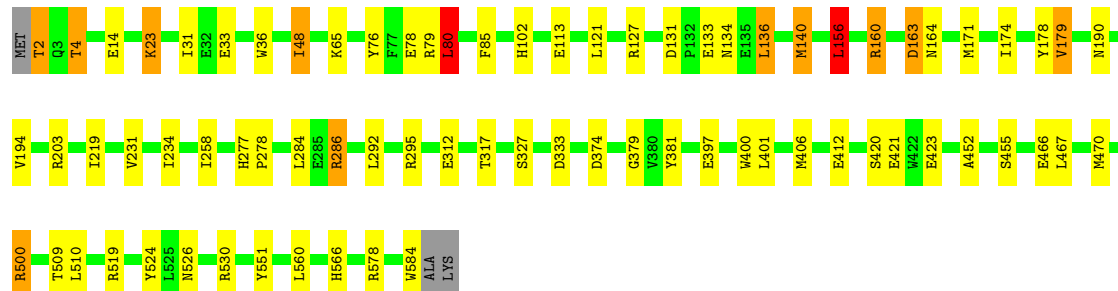 MET T2 Q3 T4 E14 K23 I31 E32 E33 W36 I48 K65 Y76 F77 E78 R79 L80 F85 H102 E113 L121 R127 D131 P132 E133 N134 E135 L136 M140 L156 R160 D163 N164 M171 I174 Y178 V179 N190
V194 R203 I219 V231 I234 I258 H277 P278 L284 E285 R286 L292 R295 E312 T317 S327 D333 D374 G379 V380 Y381 E397 W400 L401 M406 E412 E420 E421 W422 E423 A452 S455 E466 L467 M470
R500 T509 L510 R519 Y524 L525 N526 R530 Y551 L560 H566 R578 W584 ALA LYS